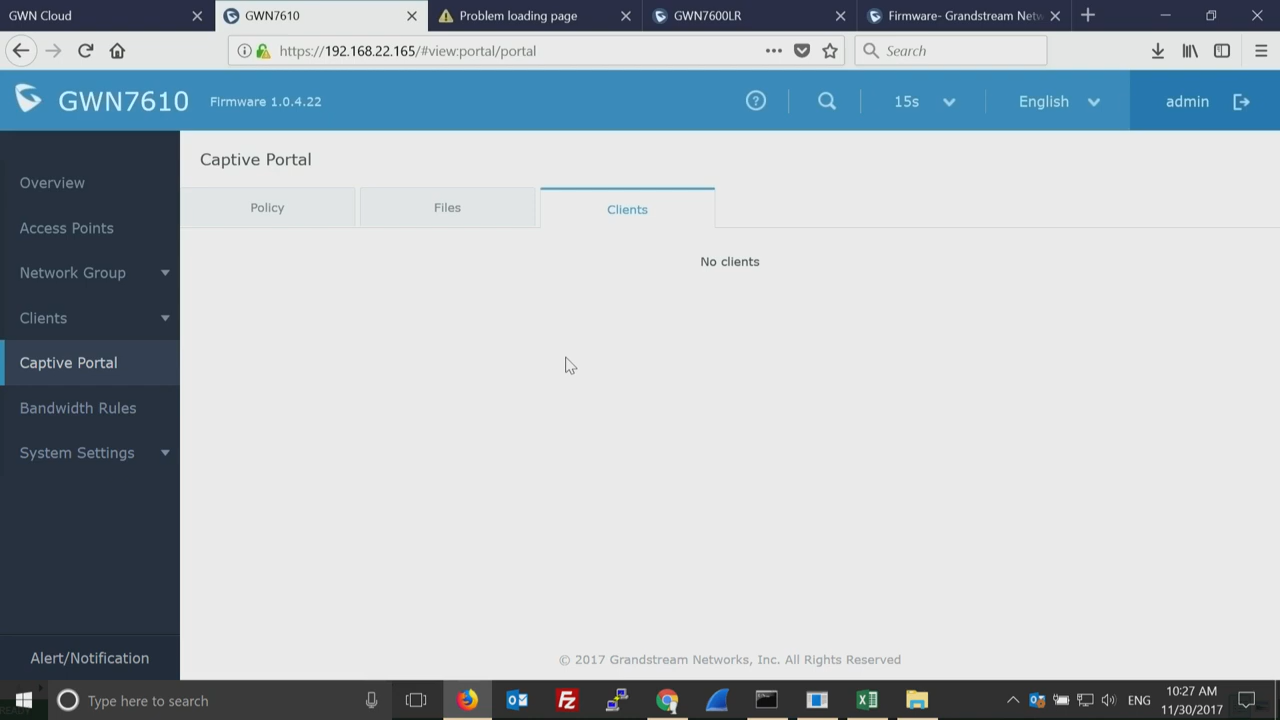 GWN Cloud
GWN7610
Problem loading page
GWN7600LR
Firmware- Grandstream Netw
https://192.168.22.165/#view:portal/portal
Search
GWN7610
Firmware 1.0.4.22
15s
English
admin
Overview
Access Points
Network Group
Clients
Captive Portal
Bandwidth Rules
System Settings
Alert/Notification
Captive Portal
Policy
Files
Clients
No clients
© 2017 Grandstream Networks, Inc. All Rights Reserved
Type here to search
ENG
10:27 AM
11/30/2017